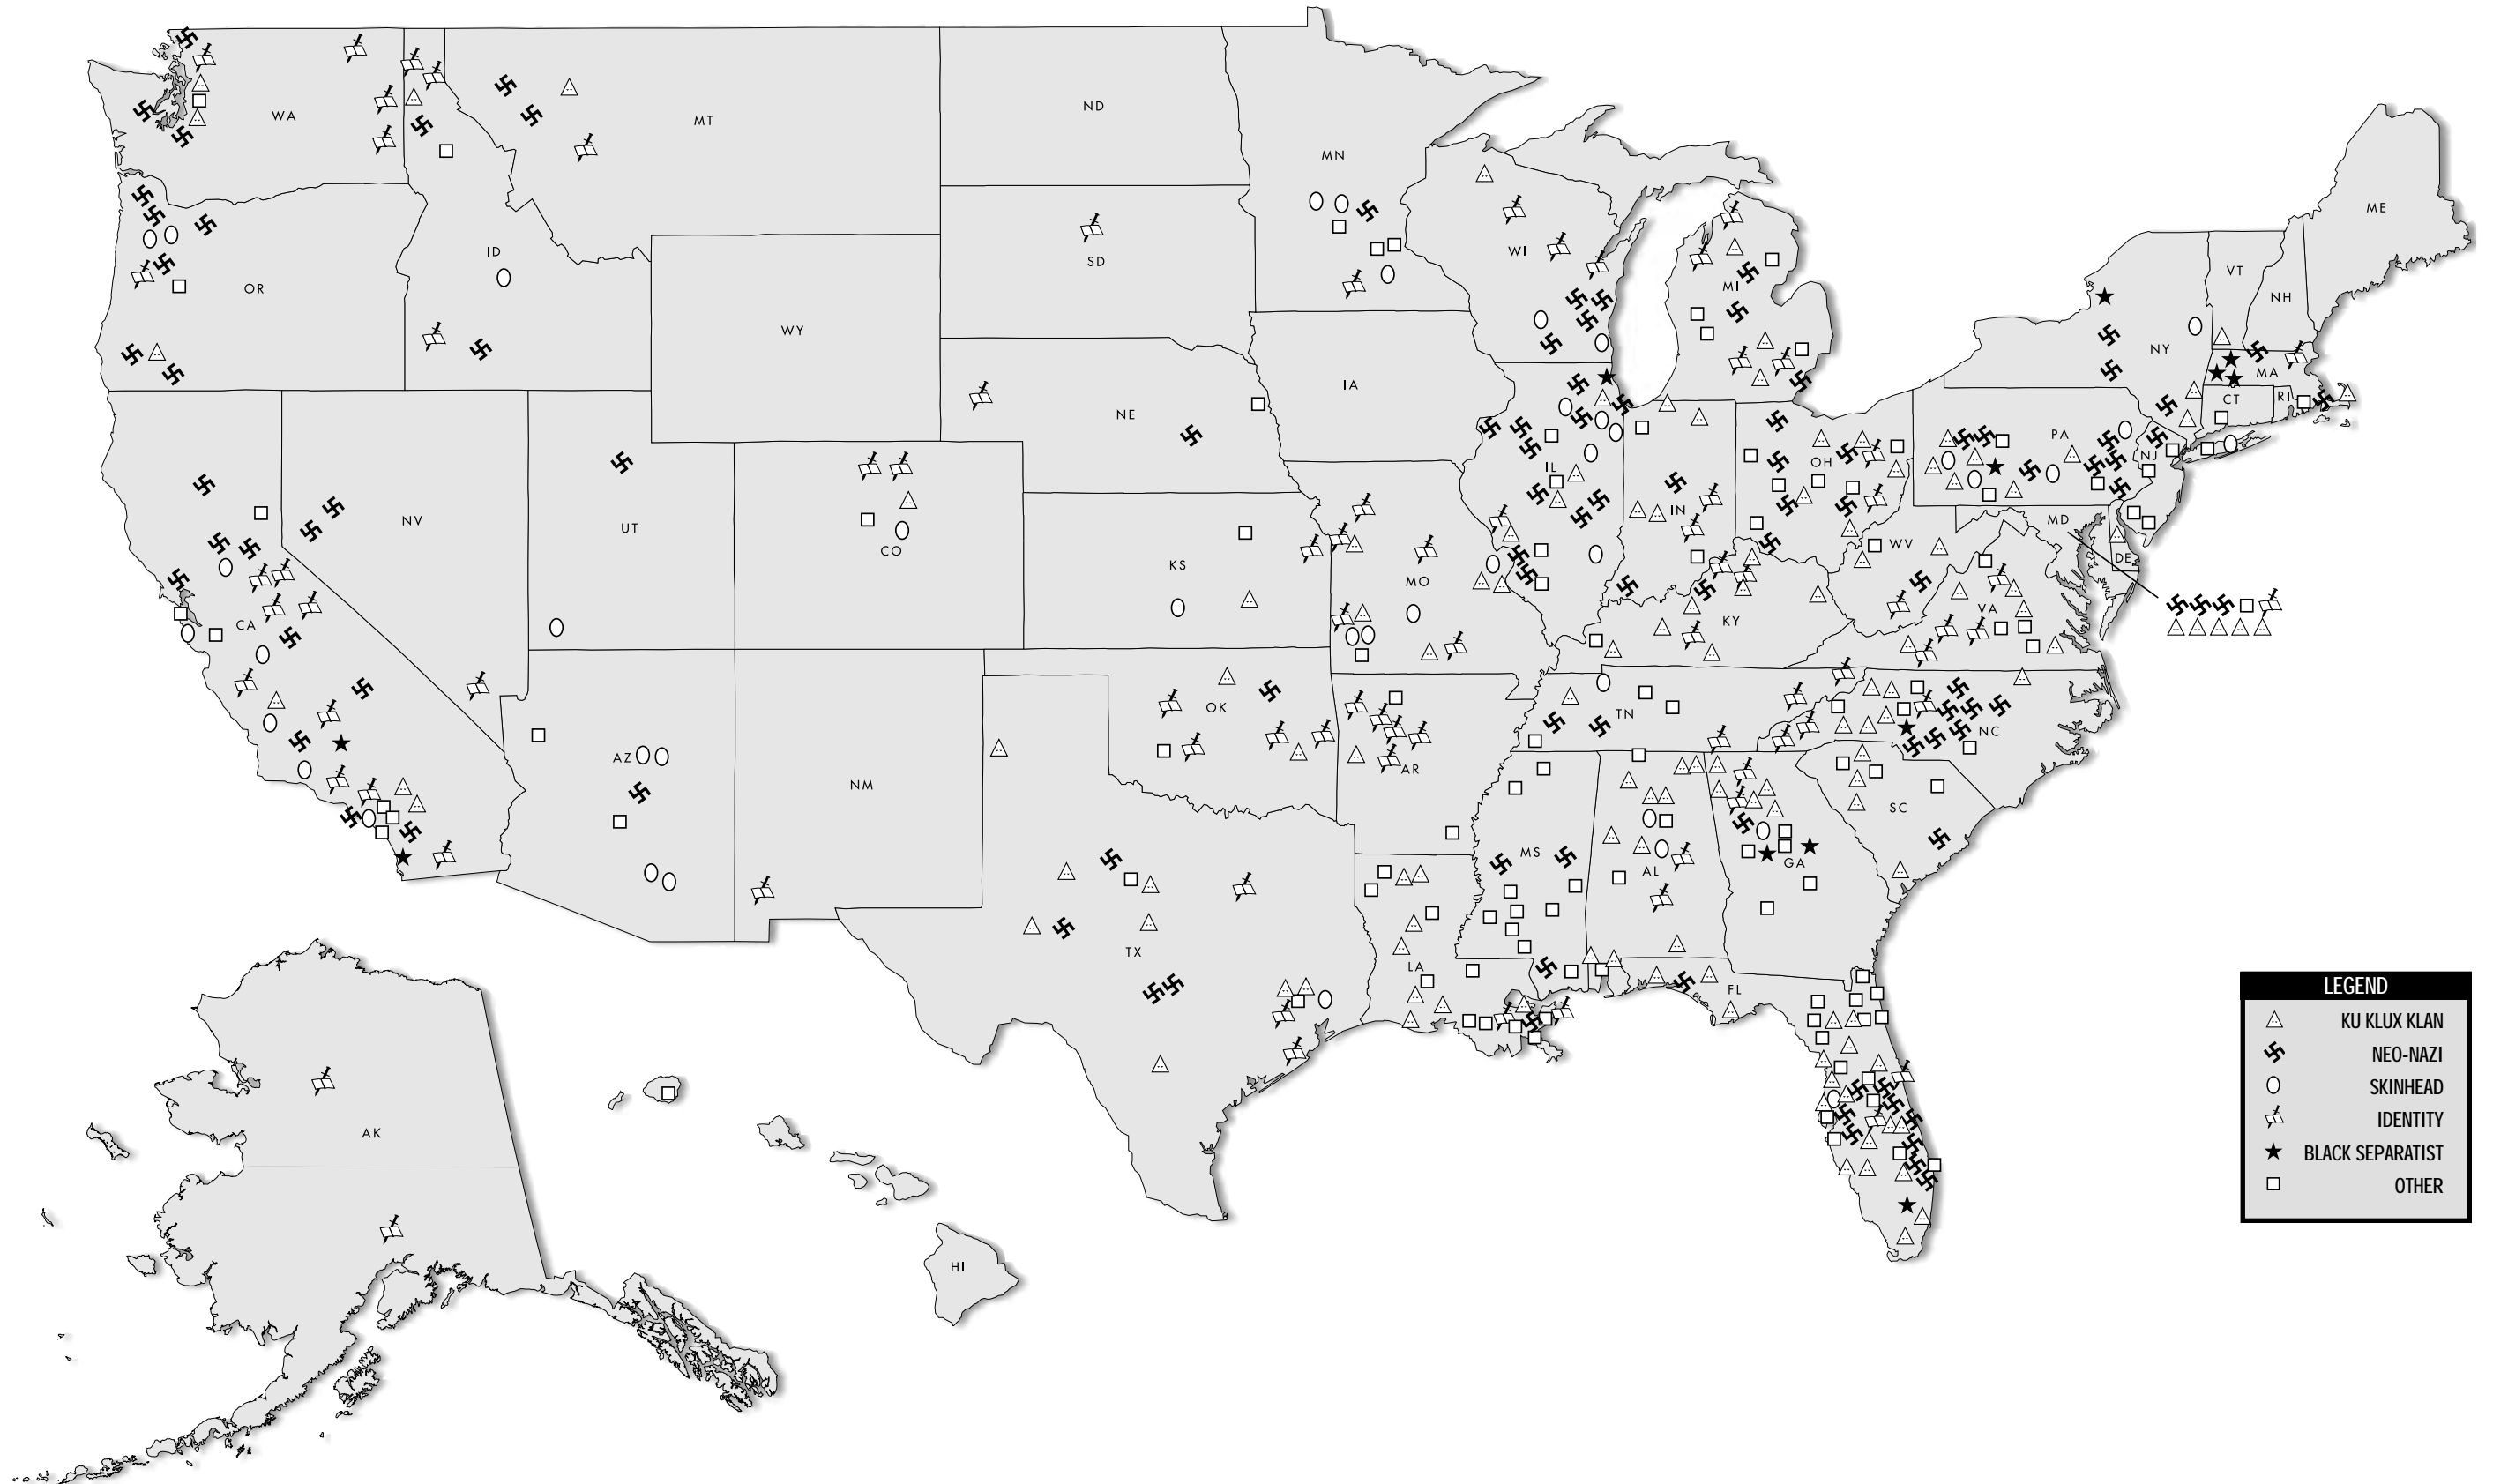 WA
MT
ND
MN
ME
OR
ID
SD
WI
MI
VT
NH
WY
NY
MA
CT
RI
NE
IA
PA
NJ
NV
UT
CO
IL
IN
OH
MD
CA
KS
MO
WV
DE
VA
KY
AZ
NM
OK
AR
TN
NC
SC
TX
MS
AL
GA
LA
FL
AK
HI
LEGEND
KU KLUX KLAN
NEO-NAZI
SKINHEAD
IDENTITY
BLACK SEPARATIST
OTHER